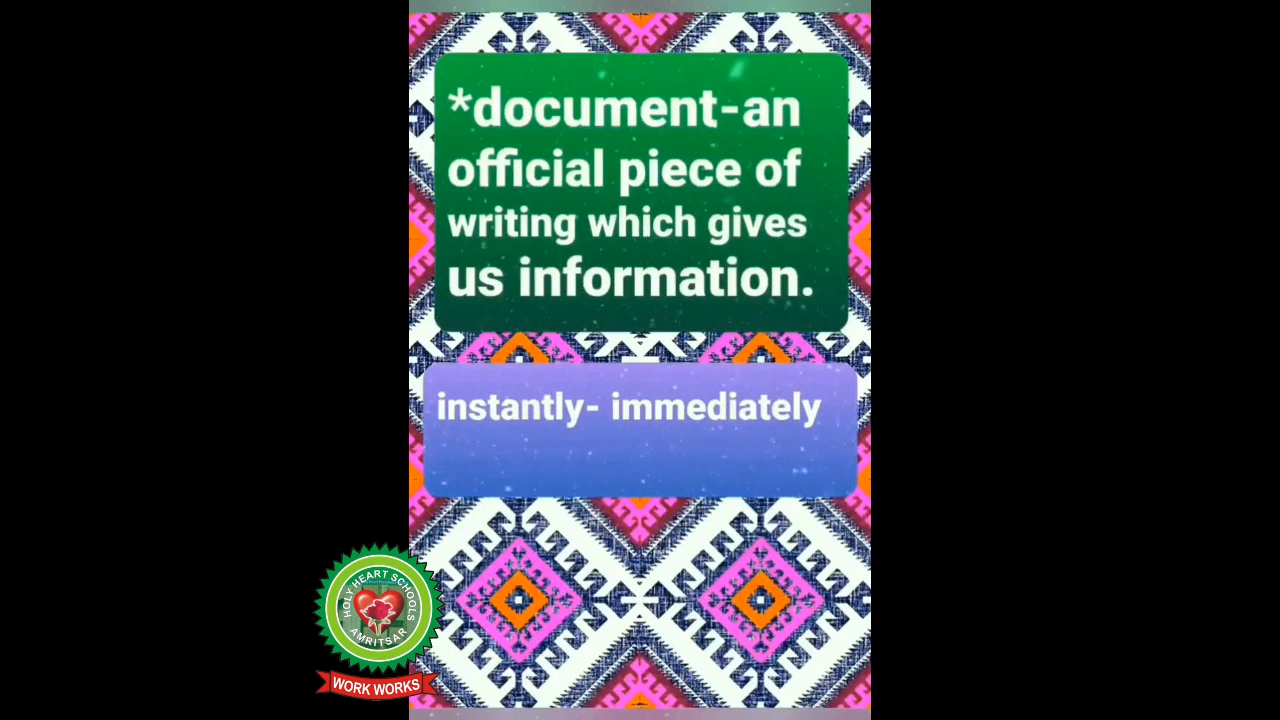 *document-an
official piece of
writing which gives
us information.
instantly- immediately
HOLY HEART SCHOOLS
AMRITSAR
WORK WORKS